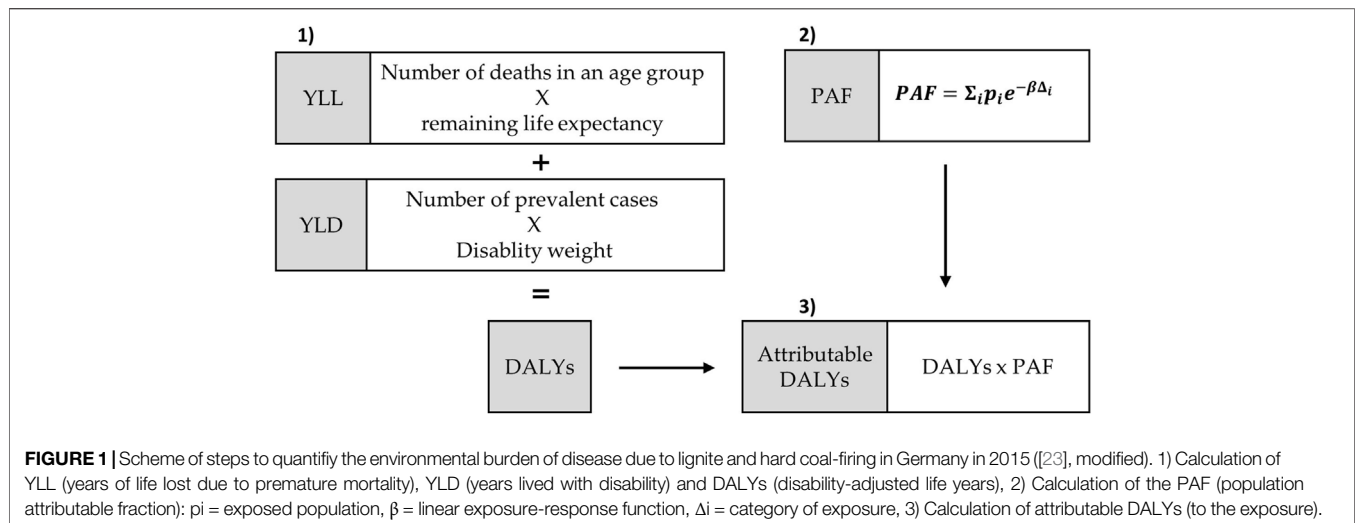 1)
YLL
Number of deaths in an age group
X
remaining life expectancy
+
YLD
Number of prevalent cases
X
Disablity weight
=
DALYs
2)
PAF
PAF = Σᵢpᵢe^(−βΔᵢ)
3)
Attributable
DALYs
DALYs x PAF
FIGURE 1 | Scheme of steps to quantifiy the environmental burden of disease due to lignite and hard coal-firing in Germany in 2015 ([23], modified). 1) Calculation of
YLL (years of life lost due to premature mortality), YLD (years lived with disability) and DALYs (disability-adjusted life years), 2) Calculation of the PAF (population
attributable fraction): pi = exposed population, β = linear exposure-response function, Δi = category of exposure, 3) Calculation of attributable DALYs (to the exposure).